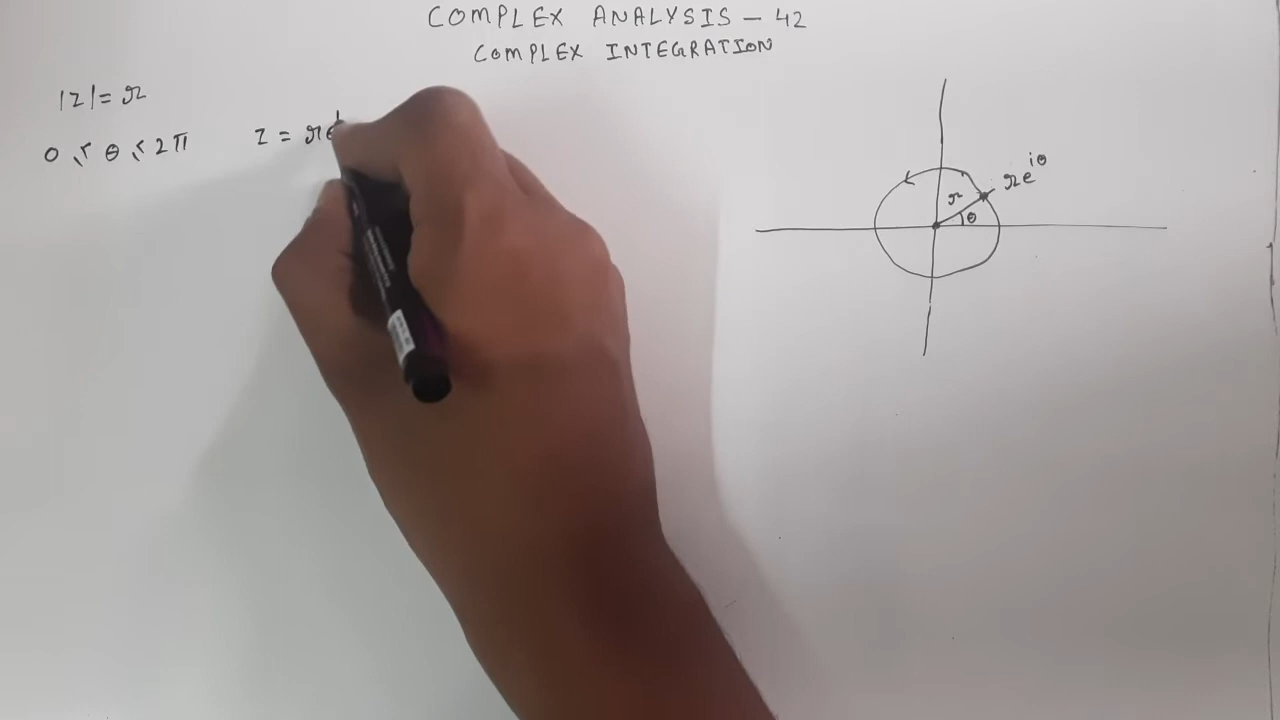 COMPLEX ANALYSIS - 42
COMPLEX INTEGRATION
|z| = r
0 ≤ θ ≤ 2π
z = re^i
re^iθ
r
θ